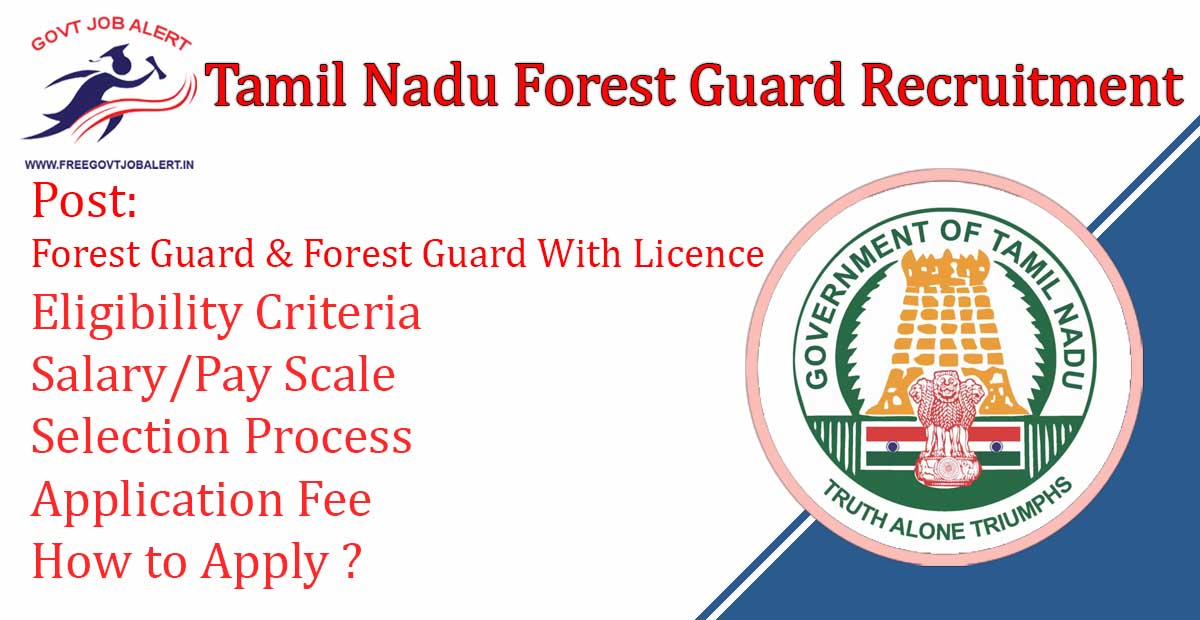 GOVT JOB ALERT
WWW.FREEGOVTJOBALERT.IN
Tamil Nadu Forest Guard Recruitment
Post:
Forest Guard & Forest Guard With Licence
Eligibility Criteria
Salary/Pay Scale
Selection Process
Application Fee
How to Apply ?
GOVERNMENT OF TAMIL NADU
TRUTH ALONE TRIUMPHS